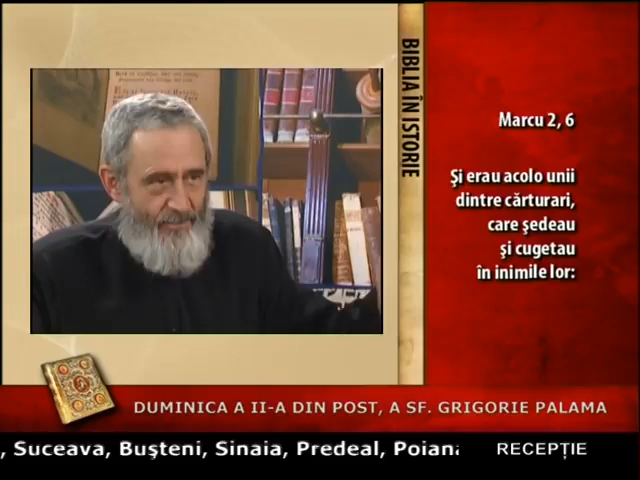 BIBLIA ÎN ISTORIE
Marcu 2, 6
Şi erau acolo unii
dintre cărturari,
care şedeau
şi cugetau
în inimile lor:
DUMINICA A II-A DIN POST, A SF. GRIGORIE PALAMA
, Suceava, Buşteni, Sinaia, Predeal, Poiana
RECEPŢIE